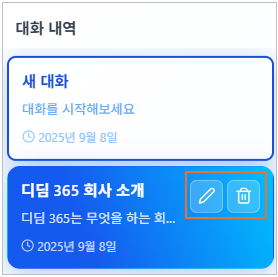 대화 내역
새 대화
대화를 시작해보세요
2025년 9월 8일
디딤 365 회사 소개
디딤 365는 무엇을 하는 회...
2025년 9월 8일